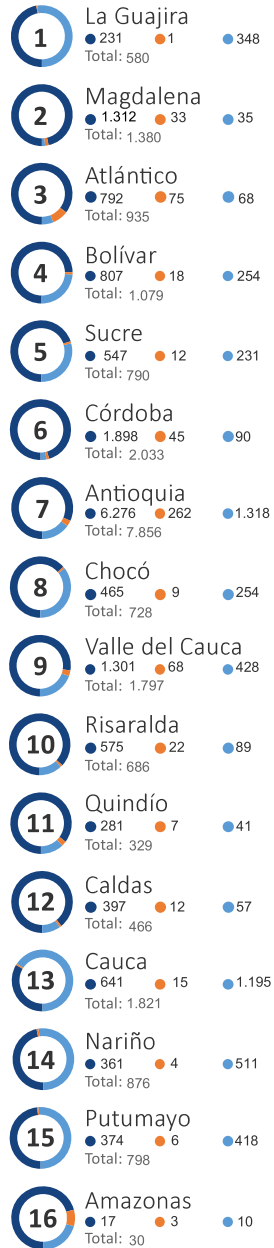 1
La Guajira
231 1 348
Total: 580
2
Magdalena
1.312 33 35
Total: 1.380
3
Atlántico
792 75 68
Total: 935
4
Bolívar
807 18 254
Total: 1.079
5
Sucre
547 12 231
Total: 790
6
Córdoba
1.898 45 90
Total: 2.033
7
Antioquia
6.276 262 1.318
Total: 7.856
8
Chocó
465 9 254
Total: 728
9
Valle del Cauca
1.301 68 428
Total: 1.797
10
Risaralda
575 22 89
Total: 686
11
Quindío
281 7 41
Total: 329
12
Caldas
397 12 57
Total: 466
13
Cauca
641 15 1.195
Total: 1.821
14
Nariño
361 4 511
Total: 876
15
Putumayo
374 6 418
Total: 798
16
Amazonas
17 3 10
Total: 30